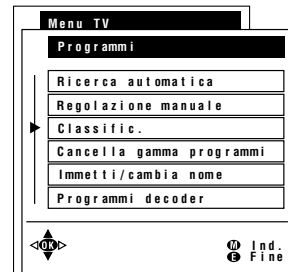 Menu TV
Programmi
Ricerca automatica
Regolazione manuale
Classific.
Cancella gamma programmi
Immetti/cambia nome
Programmi decoder
OK
M Ind.
E Fine